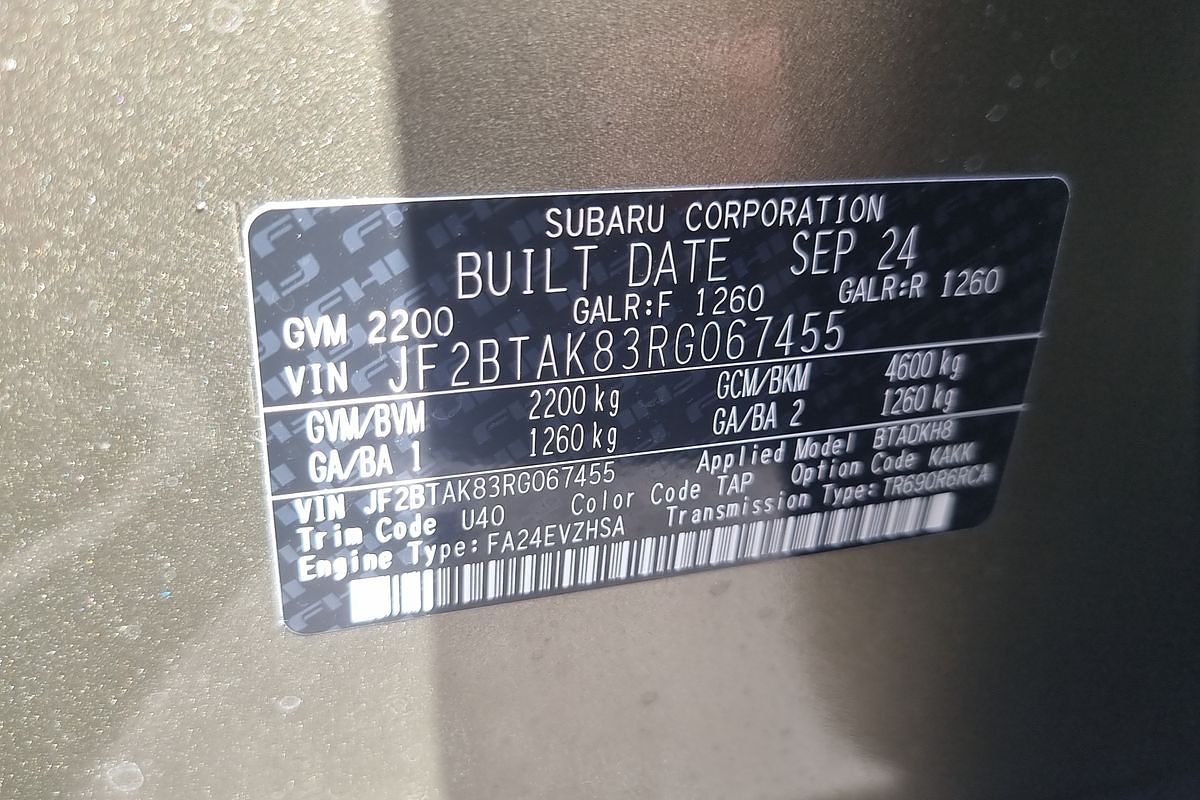 SUBARU CORPORATION
BUILT DATE SEP 24
GVM 2200 GALR:F 1260 GALR:R 1260
VIN JF2BTAK83RG067455
GVM/BVM 2200 kg GCM/BKM 4600 kg
GA/BA 1 1260 kg GA/BA 2 1260 kg
VIN JF2BTAK83RG067455 Applied Model BTADKH8
Trim Code U40 Color Code TAP Option Code KAKK
Engine Type: FA24EVZHSA Transmission Type: TR690R6RCA